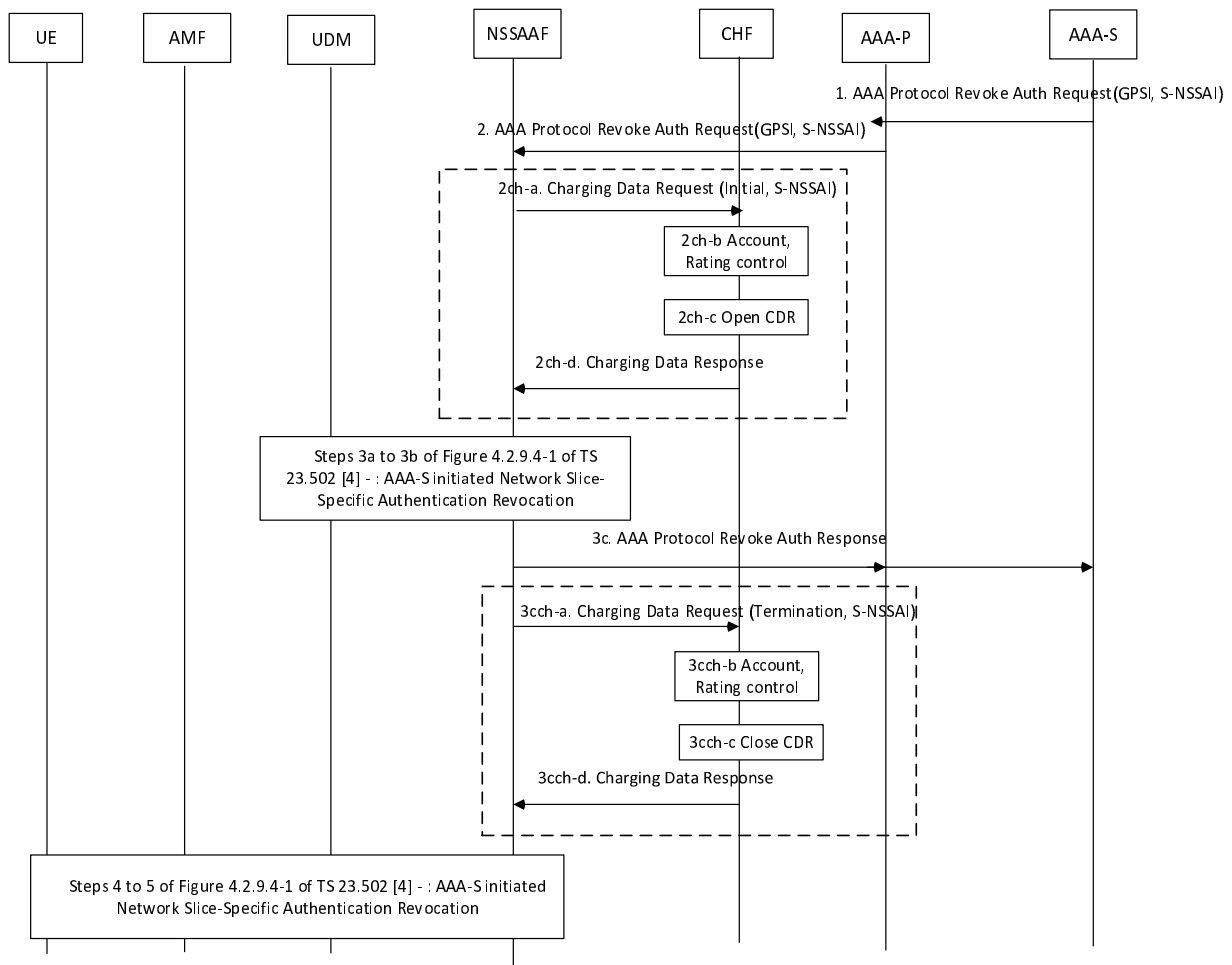 UE
AMF
UDM
NSSAAF
CHF
AAA-P
AAA-S
1. AAA Protocol Revoke Auth Request(GPSI, S-NSSAI)
2. AAA Protocol Revoke Auth Request(GPSI, S-NSSAI)
2ch-a. Charging Data Request (Initial, S-NSSAI)
2ch-b Account,
Rating control
2ch-c Open CDR
2ch-d. Charging Data Response
Steps 3a to 3b of Figure 4.2.9.4-1 of TS
23.502 [4] - : AAA-S initiated Network Slice-
Specific Authentication Revocation
3c. AAA Protocol Revoke Auth Response
3cch-a. Charging Data Request (Termination, S-NSSAI)
3cch-b Account,
Rating control
3cch-c Close CDR
3cch-d. Charging Data Response
Steps 4 to 5 of Figure 4.2.9.4-1 of TS 23.502 [4] - : AAA-S initiated
Network Slice-Specific Authentication Revocation